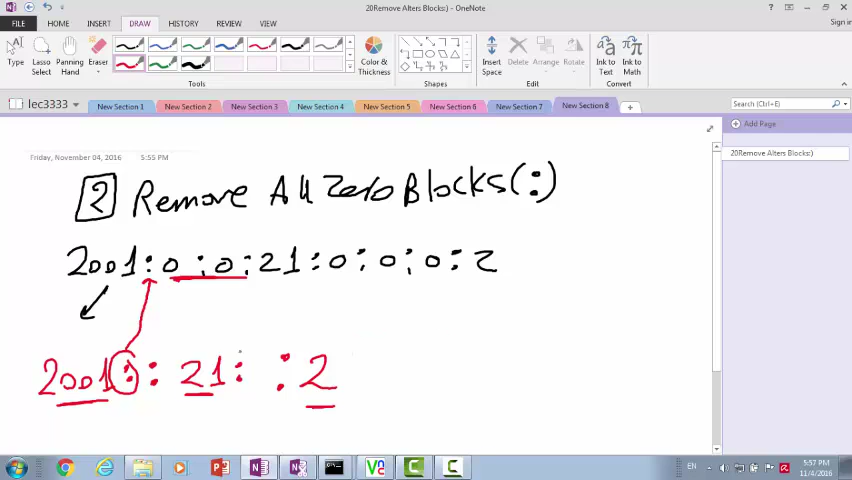 20Remove Alters Blocks:) - OneNote
FILE HOME INSERT DRAW HISTORY REVIEW VIEW
Sign in
Type Lasso Select Panning Hand Eraser Color & Thickness Insert Space Delete Arrange Rotate Ink to Text Ink to Math
Tools Shapes Edit Convert
lec3333 New Section 1 New Section 2 New Section 3 New Section 4 New Section 5 New Section 6 New Section 7 New Section 8 Search (Ctrl+E)
Add Page
20Remove Alters Blocks:)
Friday, November 04, 2016 5:55 PM
2 Remove All Zero Blocks(:)
2001:0:0:21:0:0:0:2
2001::21::2
EN 5:57 PM
11/4/2016